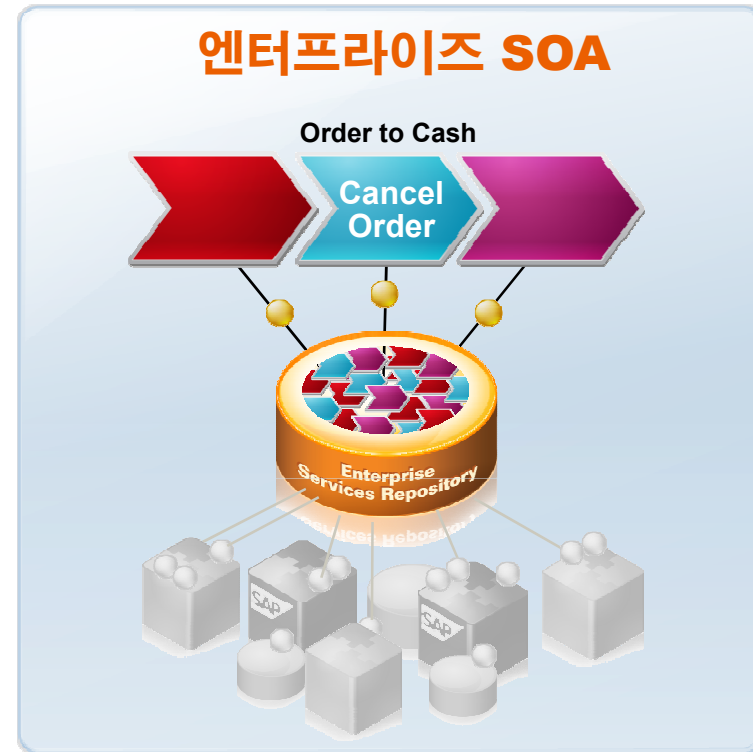 엔터프라이즈 SOA
Order to Cash
Cancel
Order
Enterprise
Services Repository
SAP
SAP